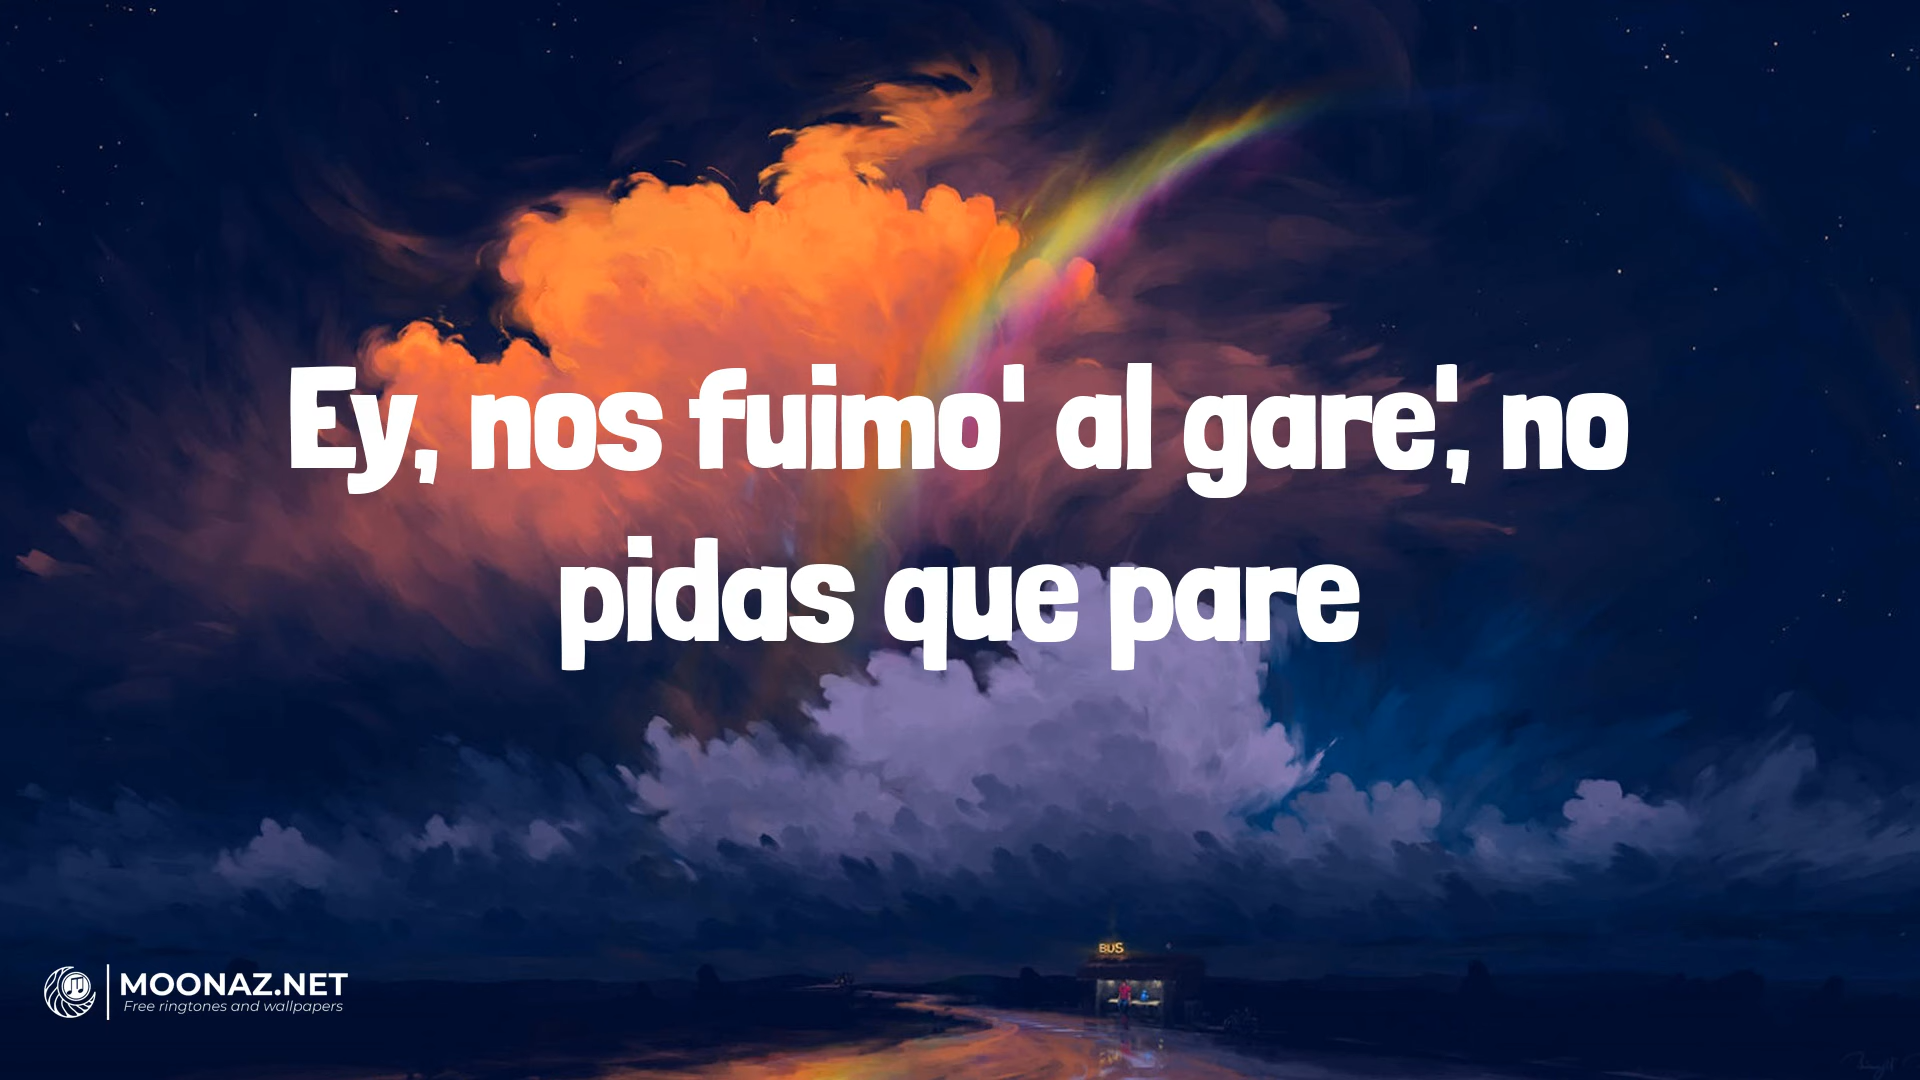 Ey, nos fuimo' al gare', no
pidas que pare
BUS
MOONAZ.NET
Free ringtones and wallpapers